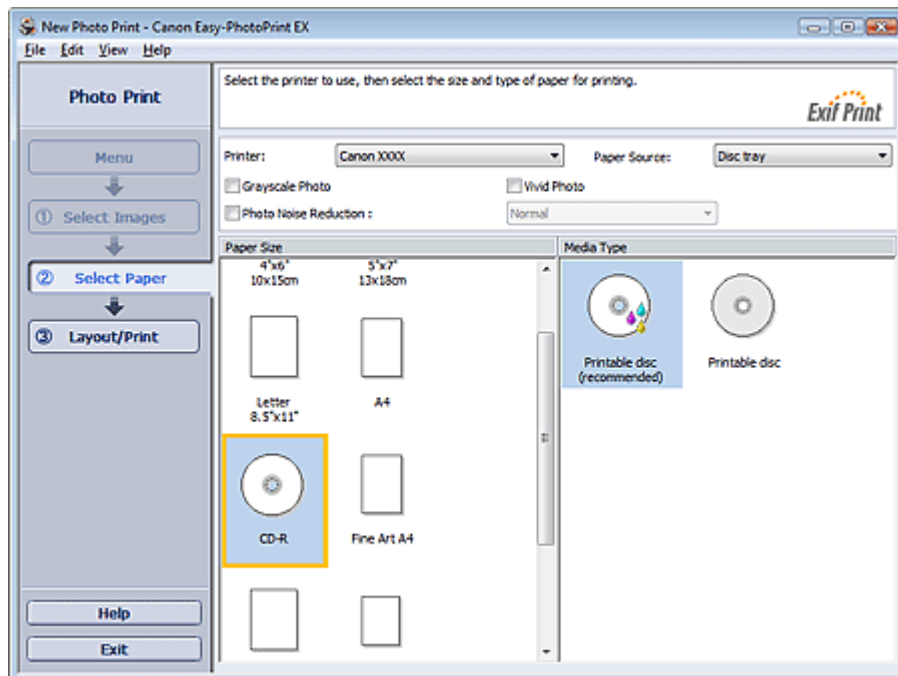 New Photo Print - Canon Easy-PhotoPrint EX
File Edit View Help
Photo Print
Select the printer to use, then select the size and type of paper for printing.
Exif Print
Menu
① Select Images
② Select Paper
③ Layout/Print
Help
Exit
Printer: Canon XXXX Paper Source: Disc tray
Grayscale Photo Vivid Photo
Photo Noise Reduction : Normal
Paper Size
4"x6" 5"x7"
10x15cm 13x18cm
Letter A4
8.5"x11"
CD-R Fine Art A4
Media Type
Printable disc Printable disc
(recommended)